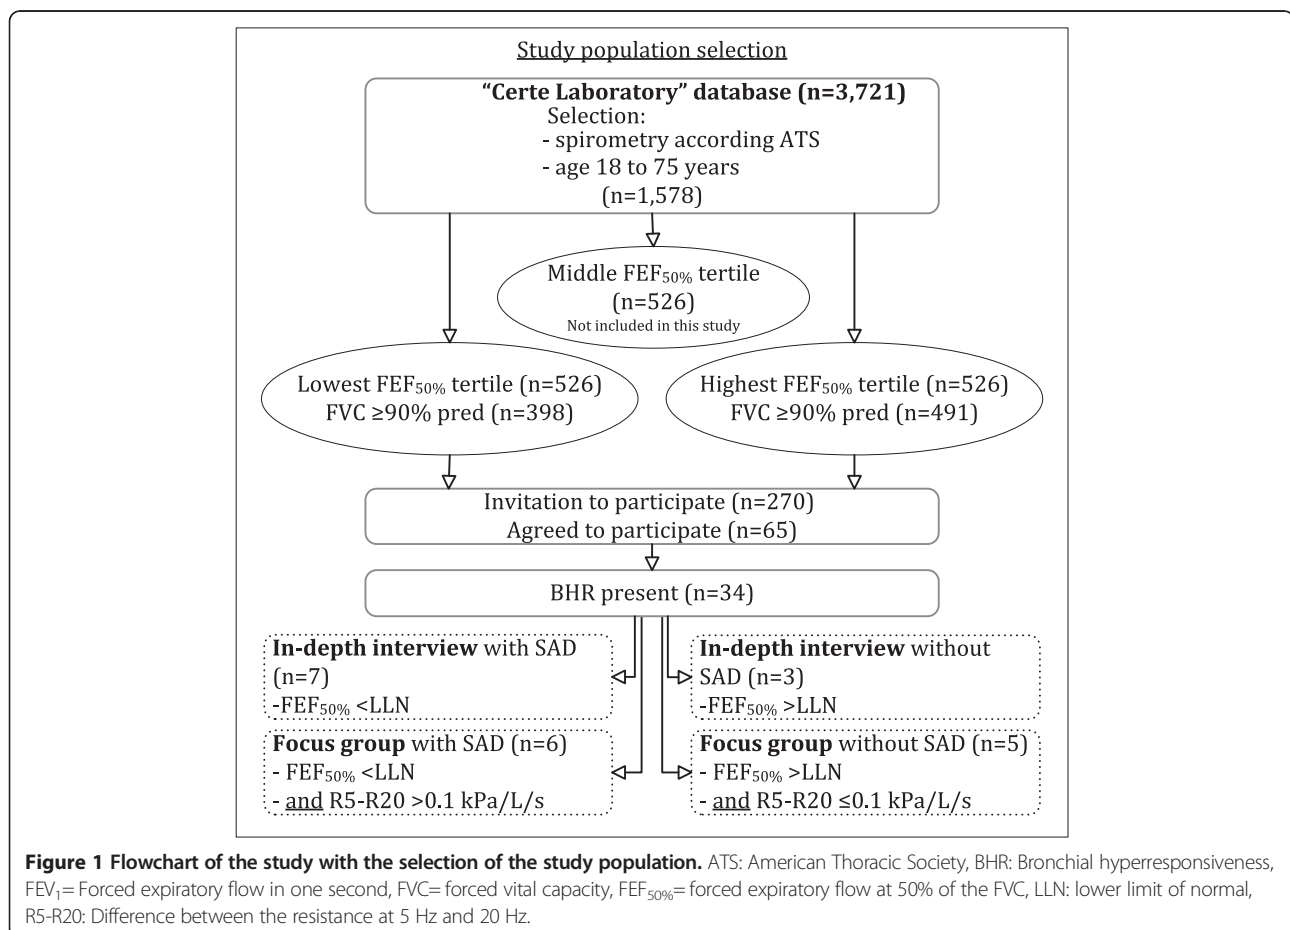 Study population selection
“Certe Laboratory” database (n=3,721)
Selection:
- spirometry according ATS
- age 18 to 75 years
(n=1,578)
Middle FEF50% tertile
(n=526)
Not included in this study
Lowest FEF50% tertile (n=526)
FVC ≥90% pred (n=398)
Highest FEF50% tertile (n=526)
FVC ≥90% pred (n=491)
Invitation to participate (n=270)
Agreed to participate (n=65)
BHR present (n=34)
In-depth interview with SAD
(n=7)
-FEF50% <LLN
In-depth interview without
SAD (n=3)
-FEF50% >LLN
Focus group with SAD (n=6)
- FEF50% <LLN
- and R5-R20 >0.1 kPa/L/s
Focus group without SAD (n=5)
- FEF50% >LLN
- and R5-R20 ≤0.1 kPa/L/s
Figure 1 Flowchart of the study with the selection of the study population. ATS: American Thoracic Society, BHR: Bronchial hyperresponsiveness,
FEV1= Forced expiratory flow in one second, FVC= forced vital capacity, FEF50%= forced expiratory flow at 50% of the FVC, LLN: lower limit of normal,
R5-R20: Difference between the resistance at 5 Hz and 20 Hz.